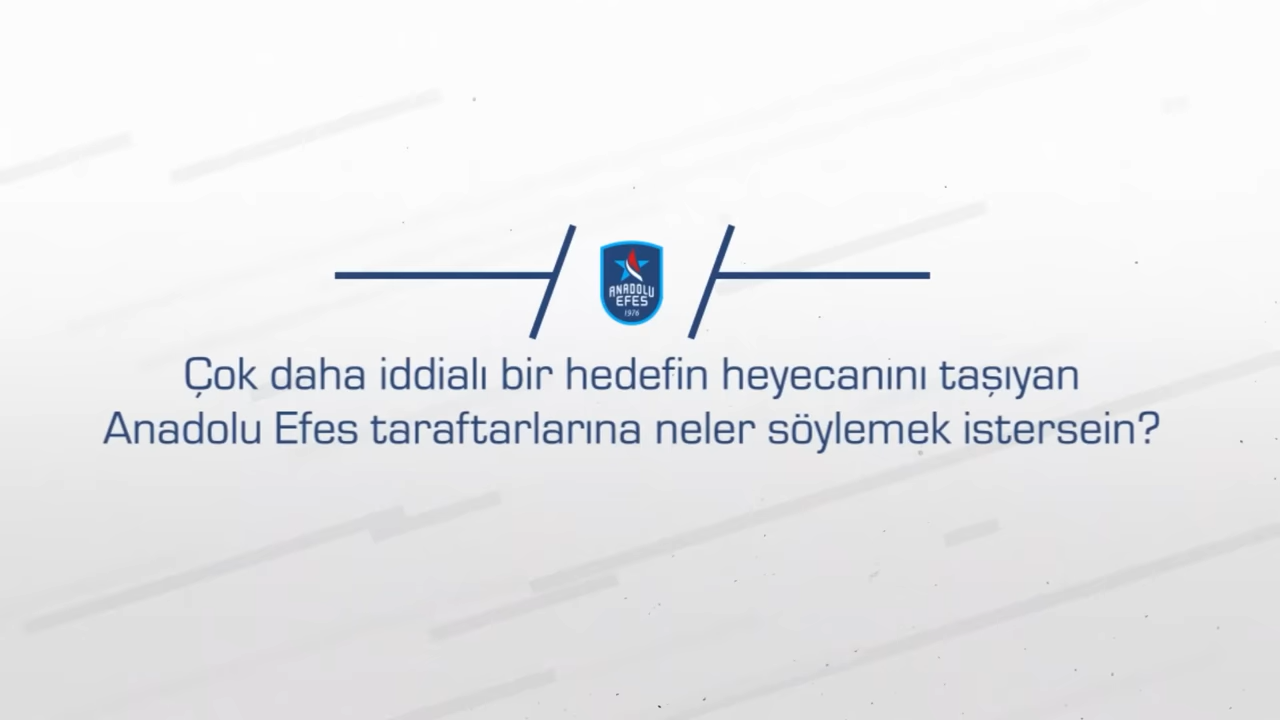 ANADOLU
EFES
1976
Çok daha iddialı bir hedefin heyecanını taşıyan
Anadolu Efes taraftarlarına neler söylemek istersein?